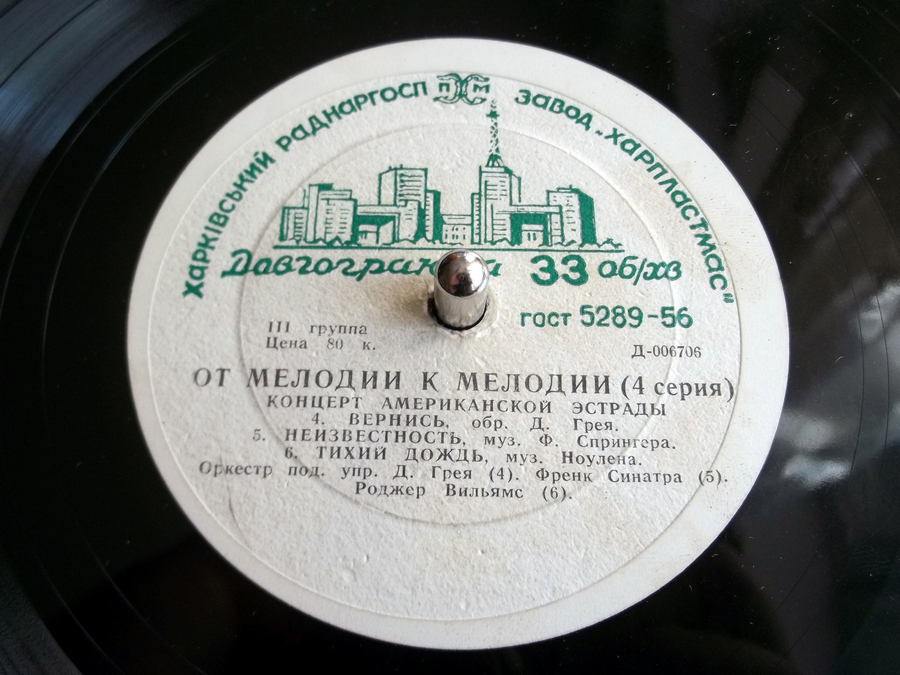 ХАРКІВСЬКИЙ РАДНАРГОСП ПХМ ЗАВОД „ХАРПЛАСТМАС"
33 об/хв
гост 5289-56
III группа
Цена 80 к.
Д-006706
ОТ МЕЛОДИИ К МЕЛОДИИ (4 серия)
КОНЦЕРТ АМЕРИКАНСКОЙ ЭСТРАДЫ
4. ВЕРНИСЬ, обр. Д. Грея.
5. НЕИЗВЕСТНОСТЬ, муз. Ф. Спрингера.
6. ТИХИЙ ДОЖДЬ, муз. Ноулена.
Оркестр под. упр. Д. Грея (4). Френк Синатра (5).
Роджер Вильямс (6).